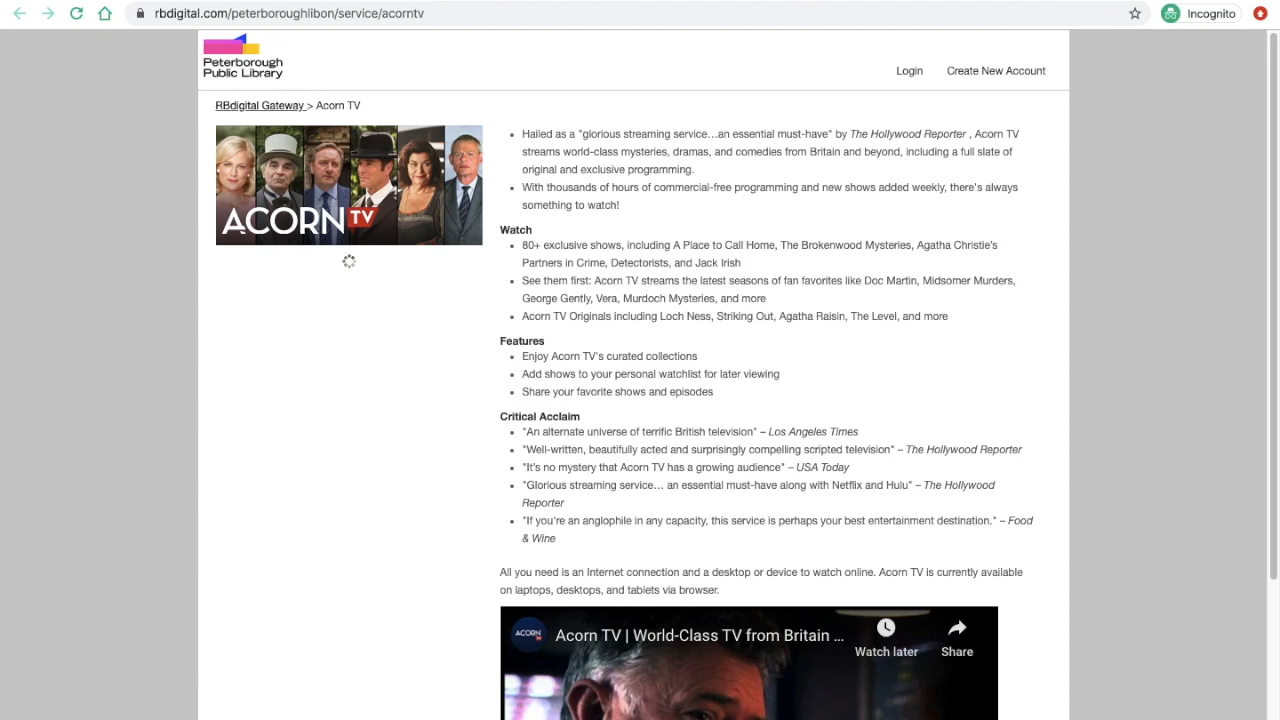 rbdigital.com/peterboroughlibon/service/acorntv
Incognito
Peterborough
Public Library
Login
Create New Account
RBdigital Gateway > Acorn TV
ACORN TV
• Hailed as a "glorious streaming service…an essential must-have" by The Hollywood Reporter , Acorn TV
streams world-class mysteries, dramas, and comedies from Britain and beyond, including a full slate of
original and exclusive programming.
• With thousands of hours of commercial-free programming and new shows added weekly, there's always
something to watch!
Watch
• 80+ exclusive shows, including A Place to Call Home, The Brokenwood Mysteries, Agatha Christie's
Partners in Crime, Detectorists, and Jack Irish
• See them first: Acorn TV streams the latest seasons of fan favorites like Doc Martin, Midsomer Murders,
George Gently, Vera, Murdoch Mysteries, and more
• Acorn TV Originals including Loch Ness, Striking Out, Agatha Raisin, The Level, and more
Features
• Enjoy Acorn TV's curated collections
• Add shows to your personal watchlist for later viewing
• Share your favorite shows and episodes
Critical Acclaim
• "An alternate universe of terrific British television" – Los Angeles Times
• "Well-written, beautifully acted and surprisingly compelling scripted television" – The Hollywood Reporter
• "It's no mystery that Acorn TV has a growing audience" – USA Today
• "Glorious streaming service… an essential must-have along with Netflix and Hulu" – The Hollywood
Reporter
• "If you're an anglophile in any capacity, this service is perhaps your best entertainment destination." – Food
& Wine
All you need is an Internet connection and a desktop or device to watch online. Acorn TV is currently available
on laptops, desktops, and tablets via browser.
ACORN TV
Acorn TV | World-Class TV from Britain ...
Watch later
Share